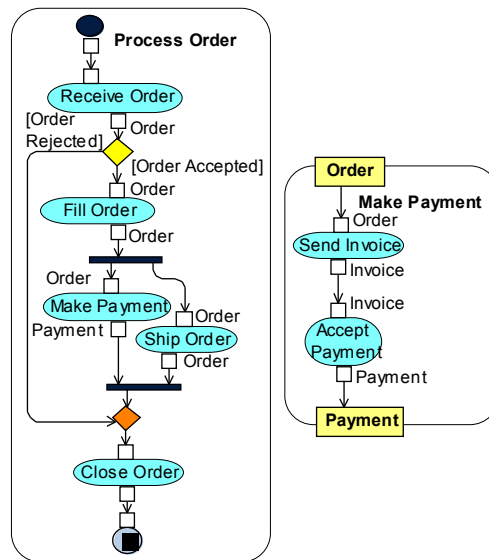 Process Order
Receive Order
[Order
Rejected]
Order
[Order Accepted]
Order
Fill Order
Order
Order
Make Payment
Order
Payment
Ship Order
Order
Close Order
Order
Make Payment
Order
Send Invoice
Invoice
Invoice
Accept
Payment
Payment
Payment